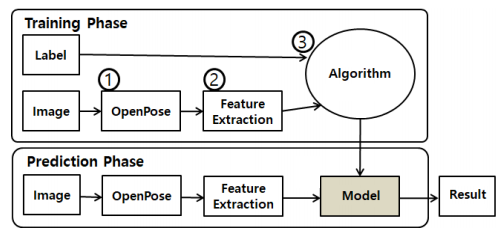 Training Phase
Label
3
Algorithm
1
2
Image
OpenPose
Feature
Extraction
Prediction Phase
Image
OpenPose
Feature
Extraction
Model
Result